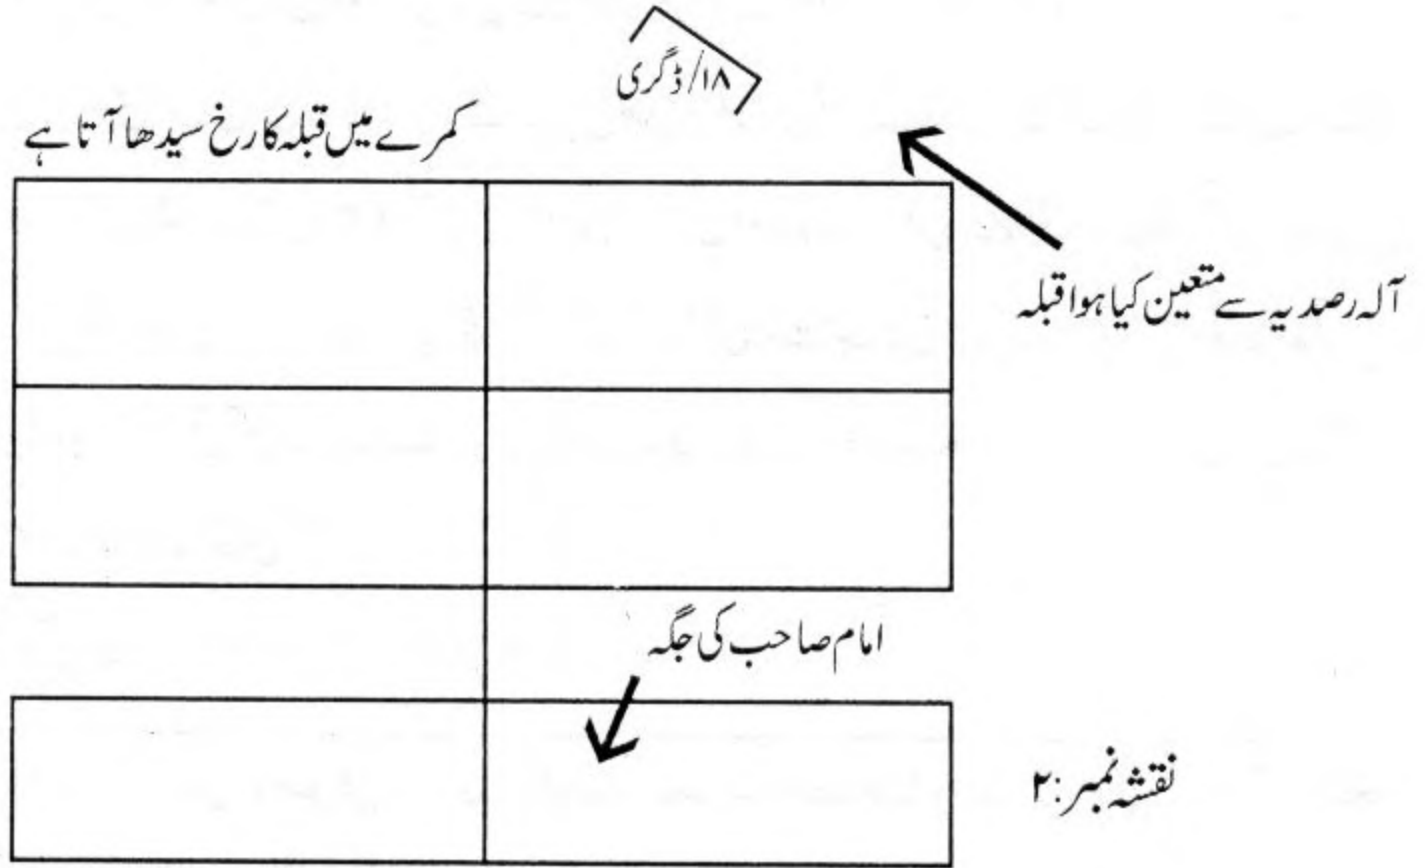 ۱۸/ڈگری
کمرے میں قبلہ کا رخ سیدھا آتا ہے
آلہ رصدیہ سے متعین کیا ہوا قبلہ
امام صاحب کی جگہ
نقشہ نمبر:۲